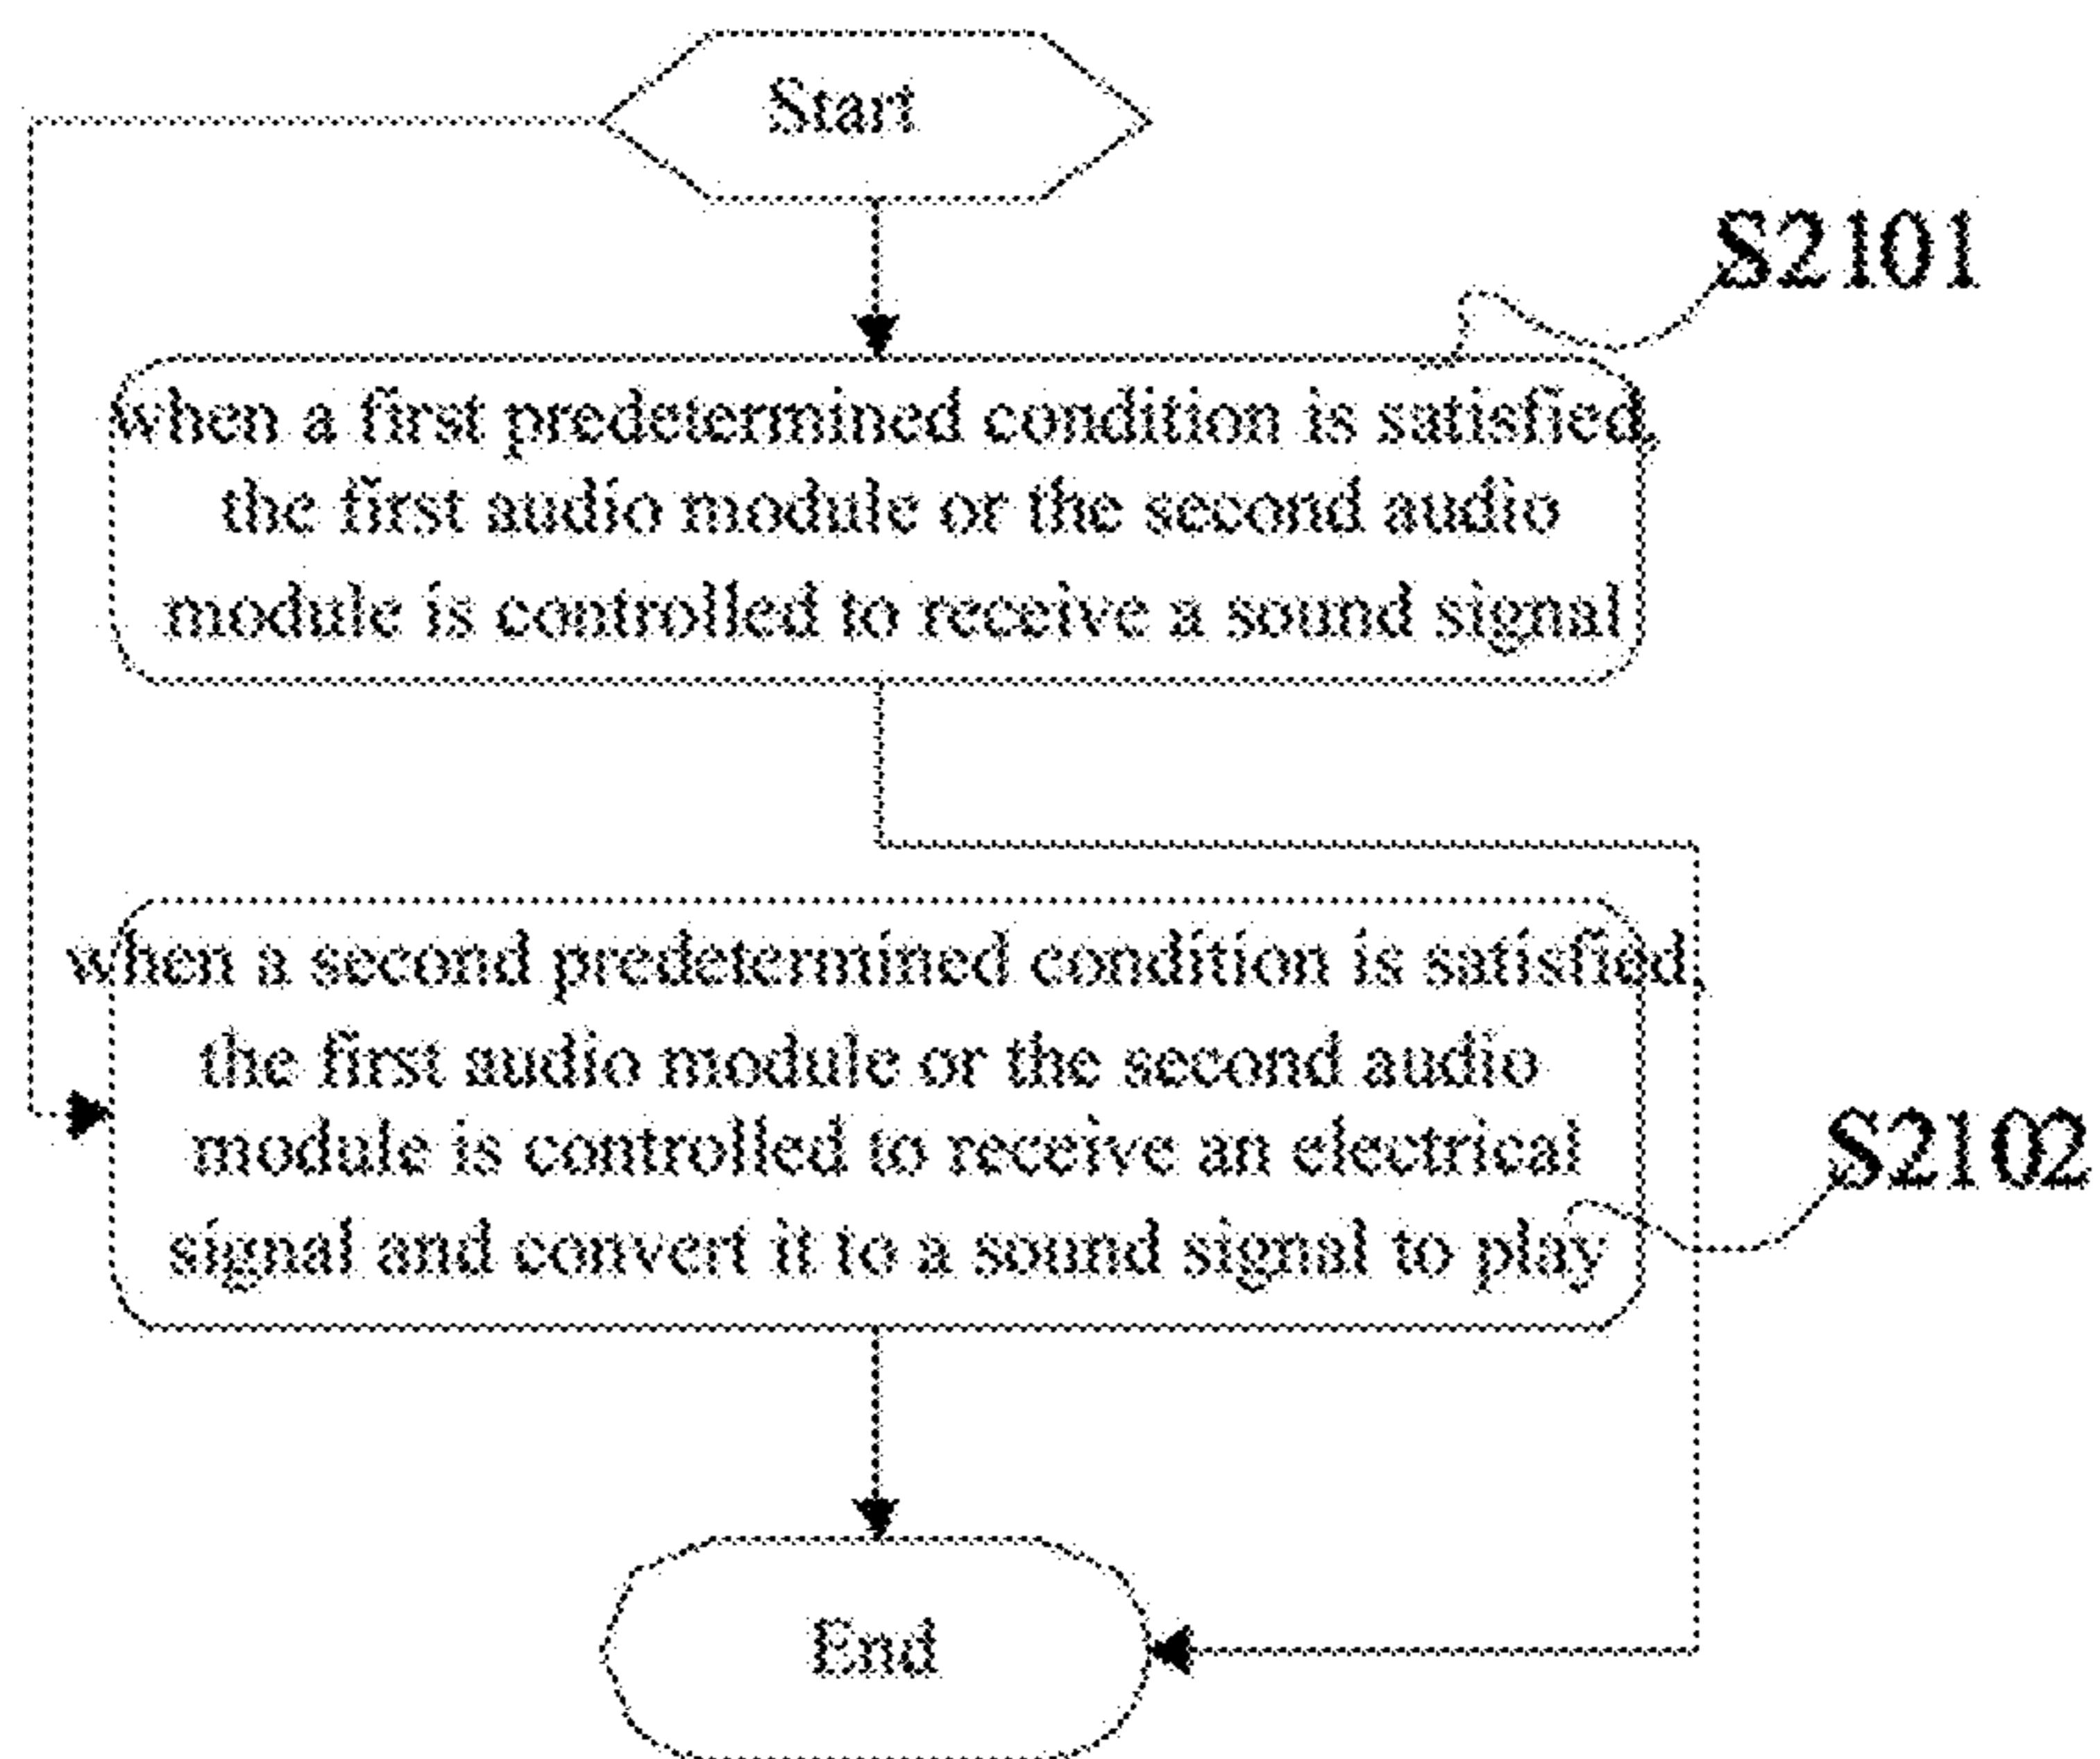 Start
S2101
when a first predetermined condition is satisfied,
the first audio module or the second audio
module is controlled to receive a sound signal
when a second predetermined condition is satisfied,
the first audio module or the second audio
module is controlled to receive an electrical
S2102
signal and convert it to a sound signal to play
End